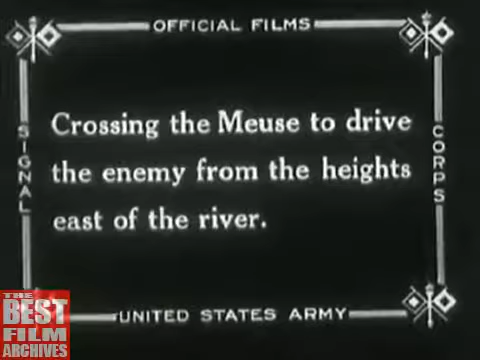 OFFICIAL FILMS
SIGNAL
CORPS
Crossing the Meuse to drive
the enemy from the heights
east of the river.
UNITED STATES ARMY
THE
BEST
FILM
ARCHIVES